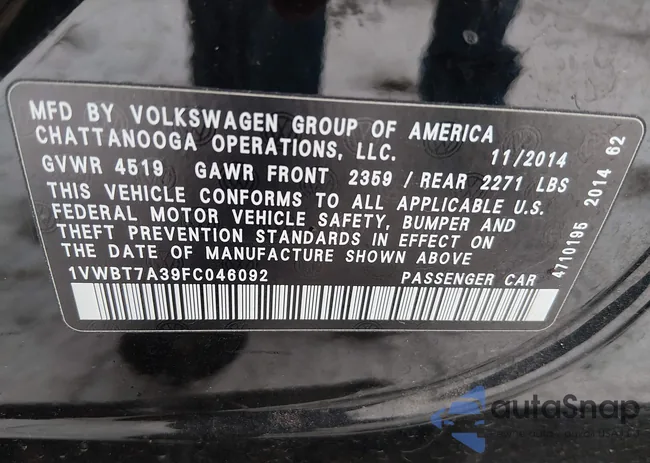 MFD BY VOLKSWAGEN GROUP OF AMERICA
CHATTANOOGA OPERATIONS, LLC. 11/2014
GVWR 4519 GAWR FRONT 2359 / REAR 2271 LBS
THIS VEHICLE CONFORMS TO ALL APPLICABLE U.S.
FEDERAL MOTOR VEHICLE SAFETY, BUMPER AND
THEFT PREVENTION STANDARDS IN EFFECT ON
THE DATE OF MANUFACTURE SHOWN ABOVE
1VWBT7A39FC046092 PASSENGER CAR
4710195 2014 62
autoSnap